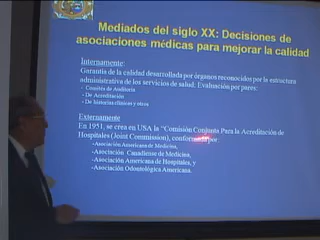 Mediados del siglo XX: Decisiones de
asociaciones médicas para mejorar la calidad
Internamente:
Garantía de la calidad desarrollada por órganos reconocidos por la estructura
administrativa de los servicios de salud. Evaluación por pares:
- Comités de Auditoría
- De Acreditación
- De historias clínicas y otros
Externamente
En 1951, se crea en USA la "Comisión Conjunta Para la Acreditación de
Hospitales (Joint Commission), conformada por:
-Asociación Americana de Medicina,
-Asociación Canadiense de Medicina,
-Asociación Americana de Hospitales, y
-Asociación Odontológica Americana.